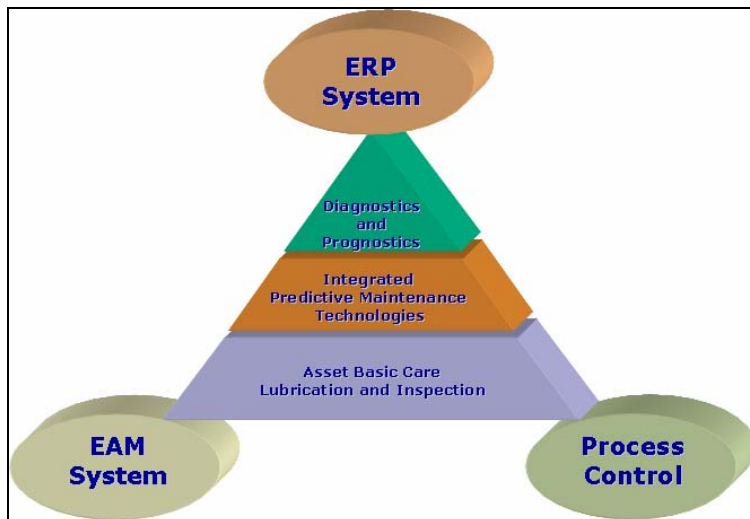 ERP
System
Diagnostics
and
Prognostics
Integrated
Predictive Maintenance
Technologies
Asset Basic Care
Lubrication and Inspection
EAM
System
Process
Control